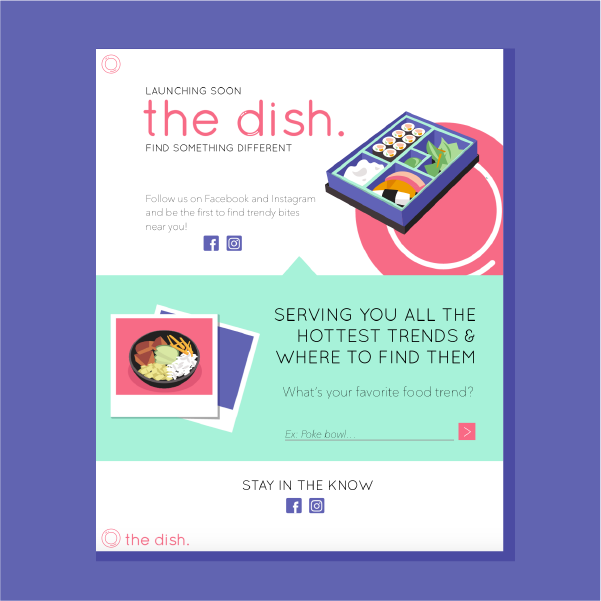 LAUNCHING SOON
the dish.
FIND SOMETHING DIFFERENT
Follow us on Facebook and Instagram
and be the first to find trendy bites
near you!
SERVING YOU ALL THE
HOTTEST TRENDS &
WHERE TO FIND THEM
What's your favorite food trend?
Ex. Poke bowl...
STAY IN THE KNOW
the dish.